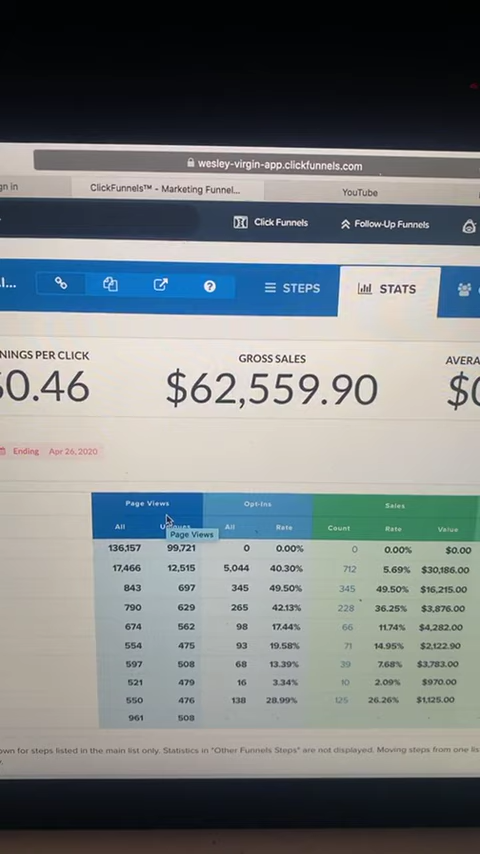 wesley-virgin-app.clickfunnels.com
gn in ClickFunnels™ - Marketing Funnel... YouTube
Click Funnels Follow-Up Funnels
l... ? STEPS STATS
NINGS PER CLICK GROSS SALES AVERA
$0.46 $62,559.90 $0
Ending Apr 26, 2020
Page Views Opt-Ins Sales
All Uniques All Rate Count Rate Value
Page Views
136,157 99,721 0 0.00% 0 0.00% $0.00
17,466 12,515 5,044 40.30% 712 5.69% $30,186.00
843 697 345 49.50% 345 49.50% $16,215.00
790 629 265 42.13% 228 36.25% $3,876.00
674 562 98 17.44% 66 11.74% $4,282.00
554 475 93 19.58% 71 14.95% $2,122.90
597 508 68 13.39% 39 7.68% $3,783.00
521 479 16 3.34% 10 2.09% $970.00
550 476 138 28.99% 125 26.26% $1,125.00
961 508 - - - - -
own for steps listed in the main list only. Statistics in "Other Funnels Steps" are not displayed. Moving steps from one lis